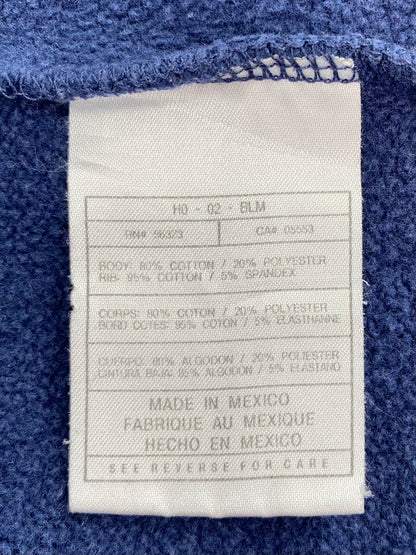 H0 - 02 - BLM
RN# 56323 CA# 05553
BODY: 80% COTTON / 20% POLYESTER
RIB: 95% COTTON / 5% SPANDEX
CORPS: 80% COTON / 20% POLYESTER
BORD COTES: 95% COTON / 5% ELASTHANNE
CUERPO: 80% ALGODON / 20% POLIESTER
CINTURA BAJA: 95% ALGODON / 5% ELASTANO
MADE IN MEXICO
FABRIQUE AU MEXIQUE
HECHO EN MEXICO
SEE REVERSE FOR CARE